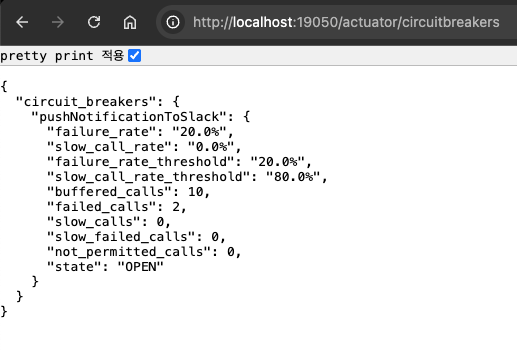 http://localhost:19050/actuator/circuitbreakers
pretty print 적용
{
  "circuit_breakers": {
    "pushNotificationToSlack": {
      "failure_rate": "20.0%",
      "slow_call_rate": "0.0%",
      "failure_rate_threshold": "20.0%",
      "slow_call_rate_threshold": "80.0%",
      "buffered_calls": 10,
      "failed_calls": 2,
      "slow_calls": 0,
      "slow_failed_calls": 0,
      "not_permitted_calls": 0,
      "state": "OPEN"
    }
  }
}